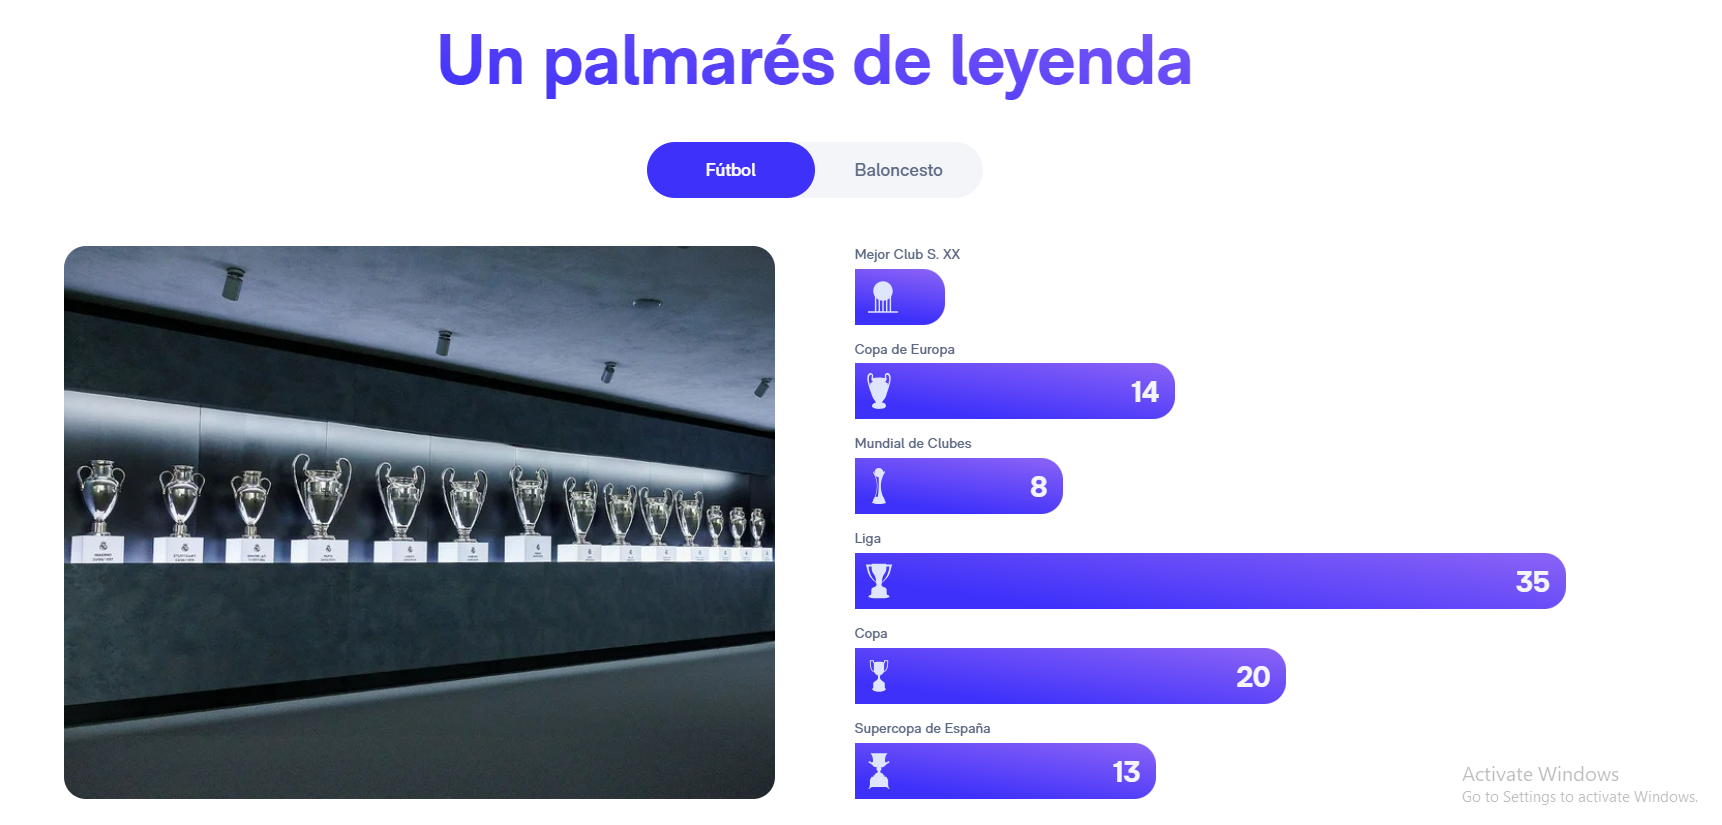 Un palmarés de leyenda
Fútbol
Baloncesto
Mejor Club S. XX
Copa de Europa
14
Mundial de Clubes
8
Liga
35
Copa
20
Supercopa de España
13
Activate Windows
Go to Settings to activate Windows.